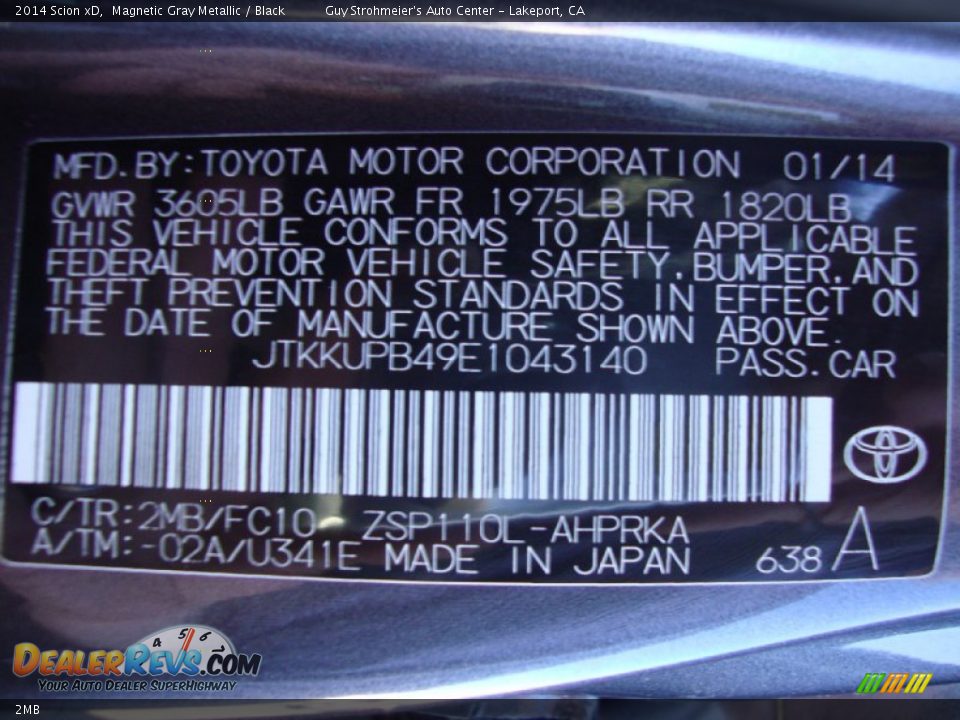 2014 Scion xD,  Magnetic Gray Metallic / Black  Guy Strohmeier's Auto Center - Lakeport, CA
MFD. BY: TOYOTA MOTOR CORPORATION 01/14
GVWR 3605LB GAWR FR 1975LB RR 1820LB
THIS VEHICLE CONFORMS TO ALL APPLICABLE
FEDERAL MOTOR VEHICLE SAFETY, BUMPER, AND
THEFT PREVENTION STANDARDS IN EFFECT ON
THE DATE OF MANUFACTURE SHOWN ABOVE.
JTKKUPB49E1043140 PASS. CAR
C/TR: 2MB/FC10 ZSP110L-AHPRKA
A/TM: -02A/U341E MADE IN JAPAN 638 A
4 5 6
DEALERREVS.COM
YOUR AUTO DEALER SUPERHIGHWAY
2MB